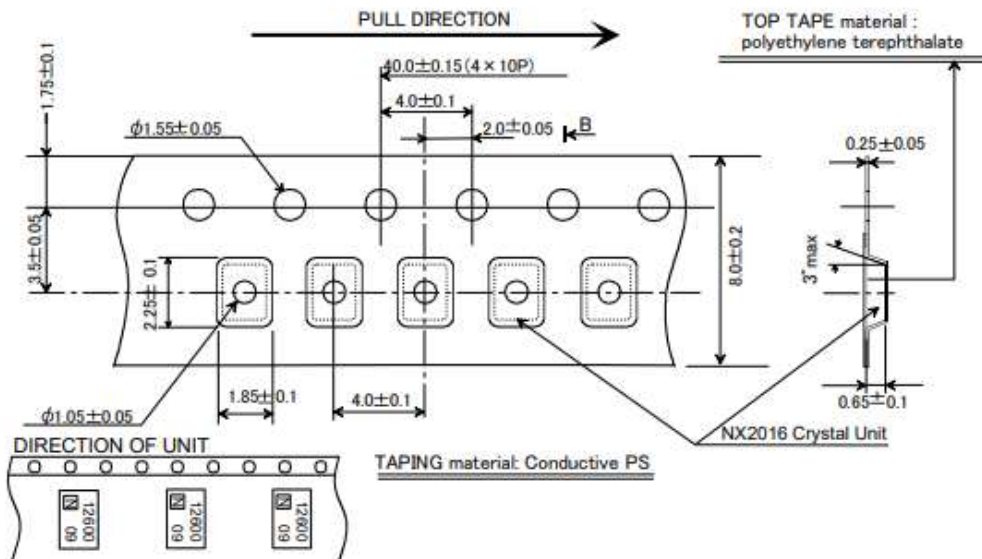 PULL DIRECTION
TOP TAPE material :
polyethylene terephthalate
1.75±0.1
40.0±0.15(4×10P)
4.0±0.1
φ1.55±0.05
2.0±0.05
B
0.25±0.05
3.5±0.05
2.25±0.1
8.0±0.2
3° max
φ1.05±0.05
1.85±0.1
4.0±0.1
0.65±0.1
NX2016 Crystal Unit
DIRECTION OF UNIT
TAPING material: Conductive PS
12600
N 09
12600
N 09
12600
N 09